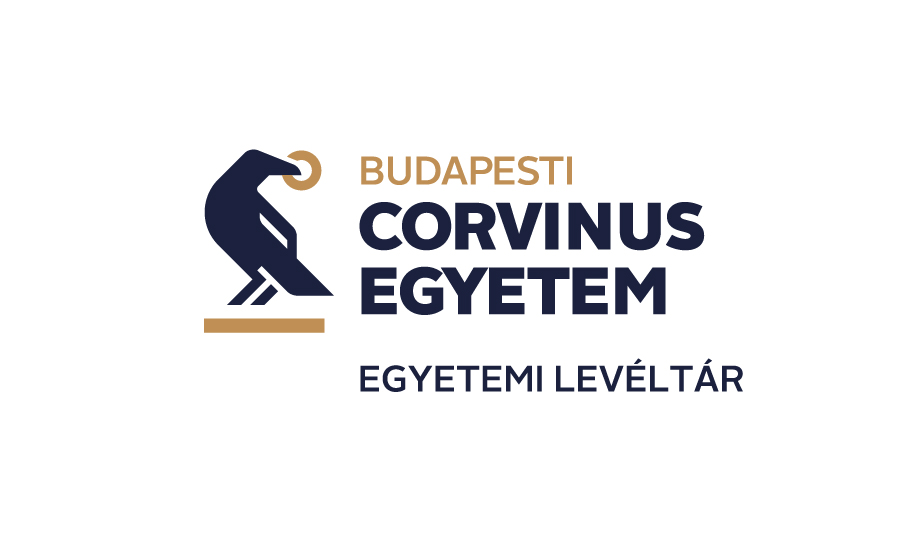 BUDAPESTI
CORVINUS
EGYETEM
EGYETEMI LEVÉLTÁR